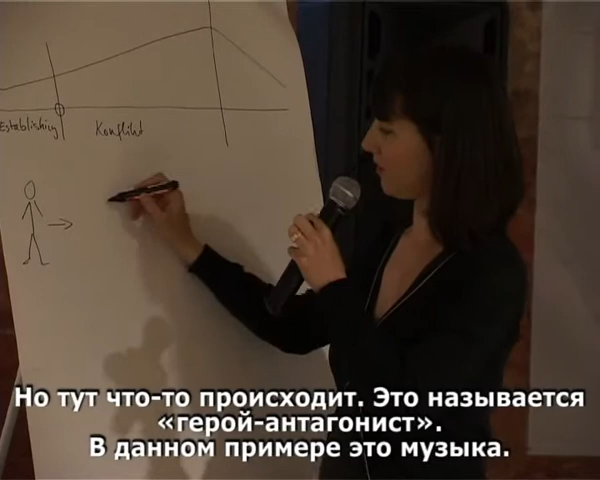 Establishing Konflikt
Но тут что-то происходит. Это называется
«герой-антагонист».
В данном примере это музыка.